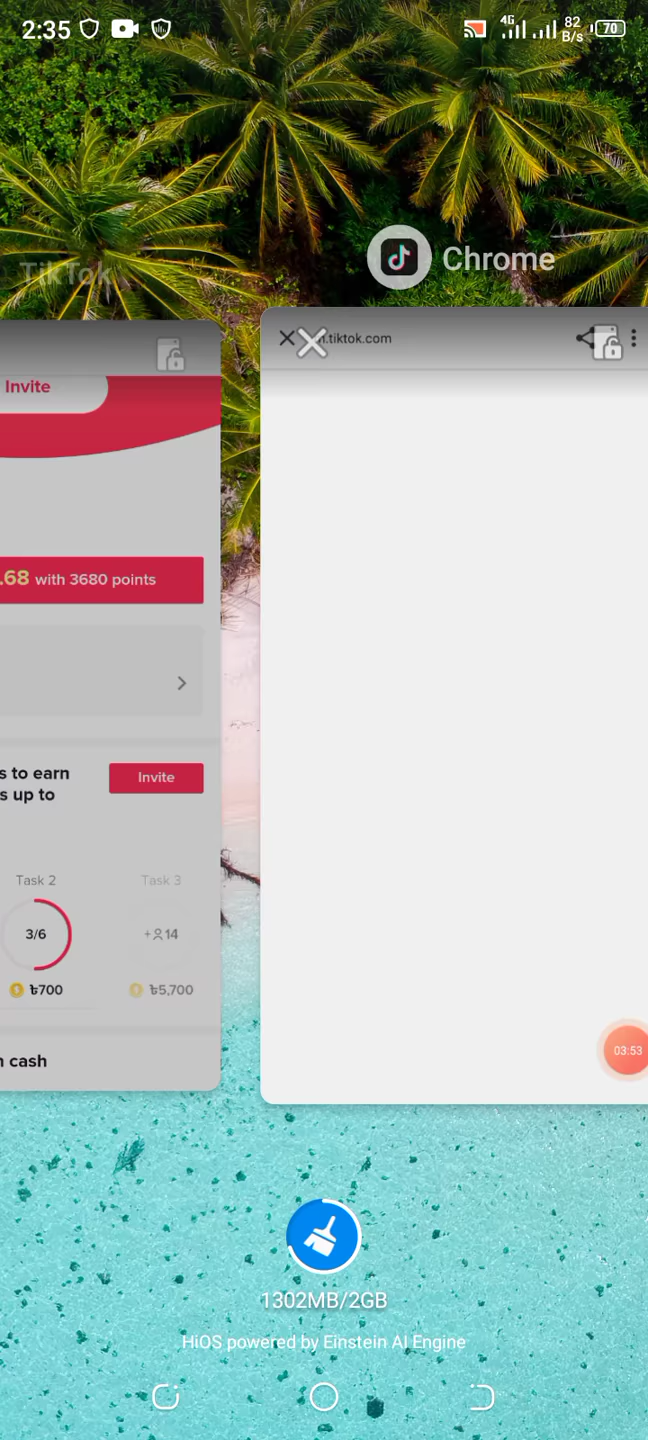 2:35
4G
82
B/s
70
TikTok
Chrome
.tiktok.com
Invite
.68 with 3680 points
s to earn
s up to
Invite
Task 2
Task 3
3/6
+14
৳700
৳5,700
n cash
03:53
1302MB/2GB
HiOS powered by Einstein AI Engine